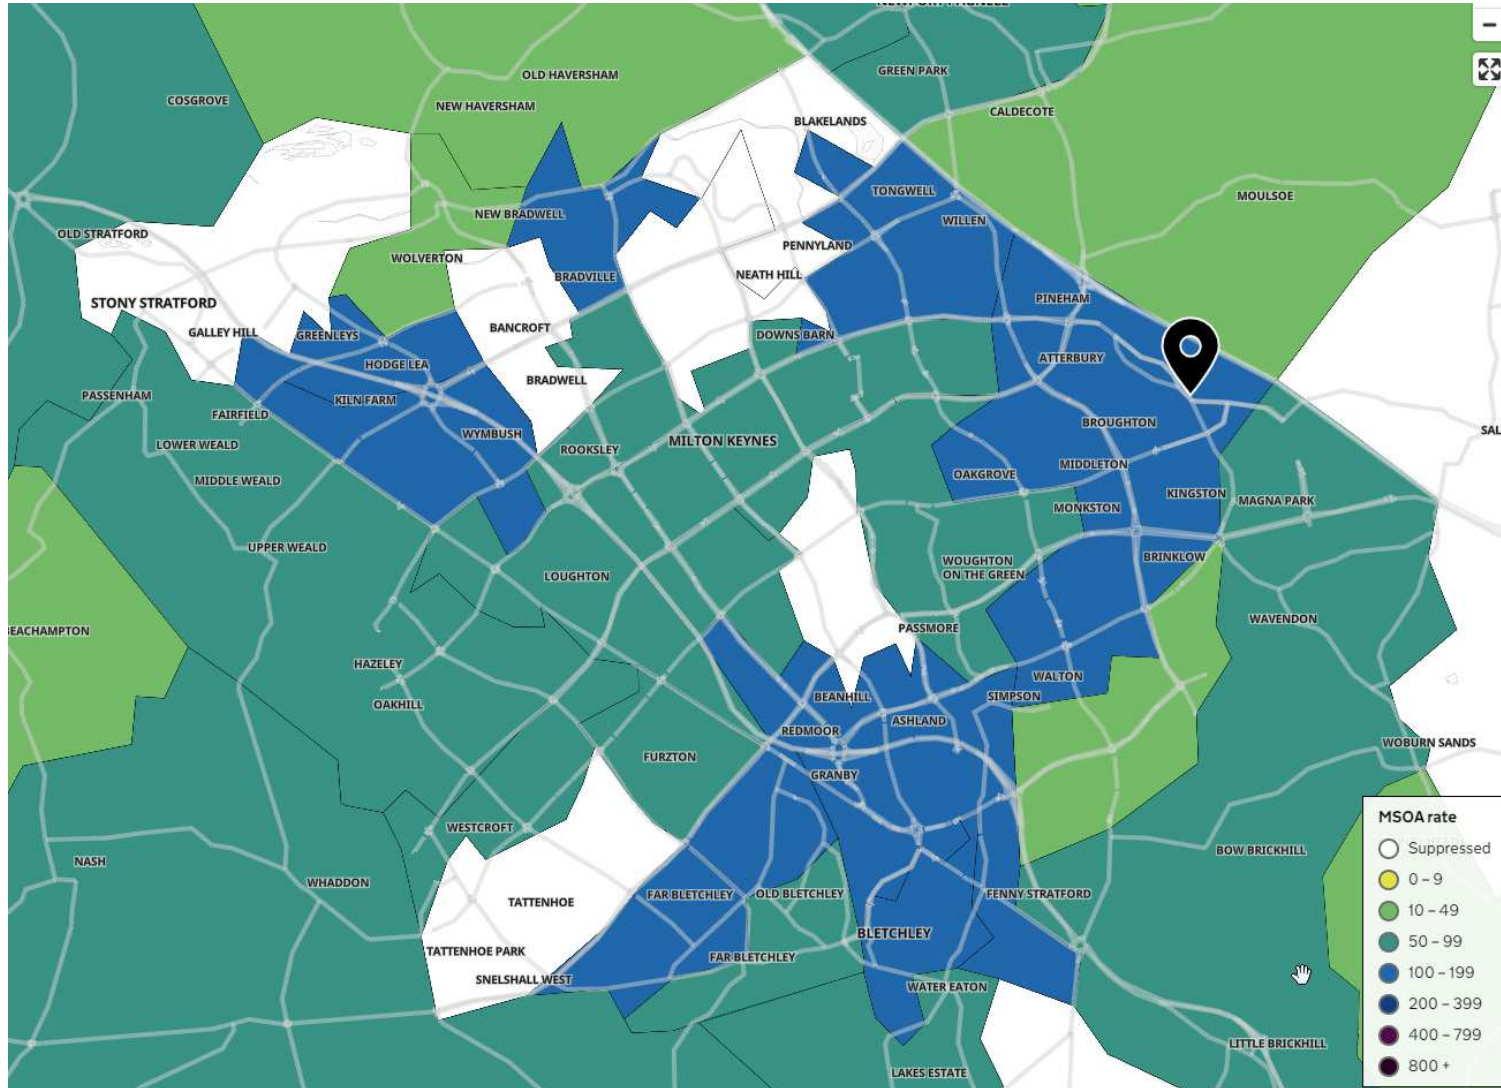 GREEN PARK
OLD HAVERSHAM
COSGROVE
NEW HAVERSHAM
CALDECOTE
BLAKELANDS
TONGWELL
MOULSOE
NEW BRADWELL
WILLEN
OLD STRATFORD
PENNYLAND
WOLVERTON
NEATH HILL
BRADVILLE
PINEHAM
STONY STRATFORD
GALLEY HILL
GREENLEYS
BANCROFT
DOWNS BARN
ATTERBURY
HODGE LEA
BRADWELL
PASSENHAM
KILN FARM
FAIRFIELD
BROUGHTON
WYMBUSH
MILTON KEYNES
SAL
LOWER WEALD
ROOKSLEY
MIDDLETON
MIDDLE WEALD
OAKGROVE
KINGSTON
MAGNA PARK
MONKSTON
UPPER WEALD
BRINKLOW
LOUGHTON
WOUGHTON
ON THE GREEN
WAVENDON
EACHAMPTON
PASSMORE
HAZELEY
WALTON
OAKHILL
BEANHILL
SIMPSON
ASHLAND
REDMOOR
WOBURN SANDS
FURZTON
GRANBY
WESTCROFT
BOW BRICKHILL
NASH
WHADDON
FAR BLETCHLEY
OLD BLETCHLEY
FENNY STRATFORD
TATTENHOE
BLETCHLEY
TATTENHOE PARK
FAR BLETCHLEY
SNELSHALL WEST
WATER EATON
LITTLE BRICKHILL
LAKES ESTATE
MSOA rate
Suppressed
0 – 9
10 – 49
50 – 99
100 – 199
200 – 399
400 – 799
800 +